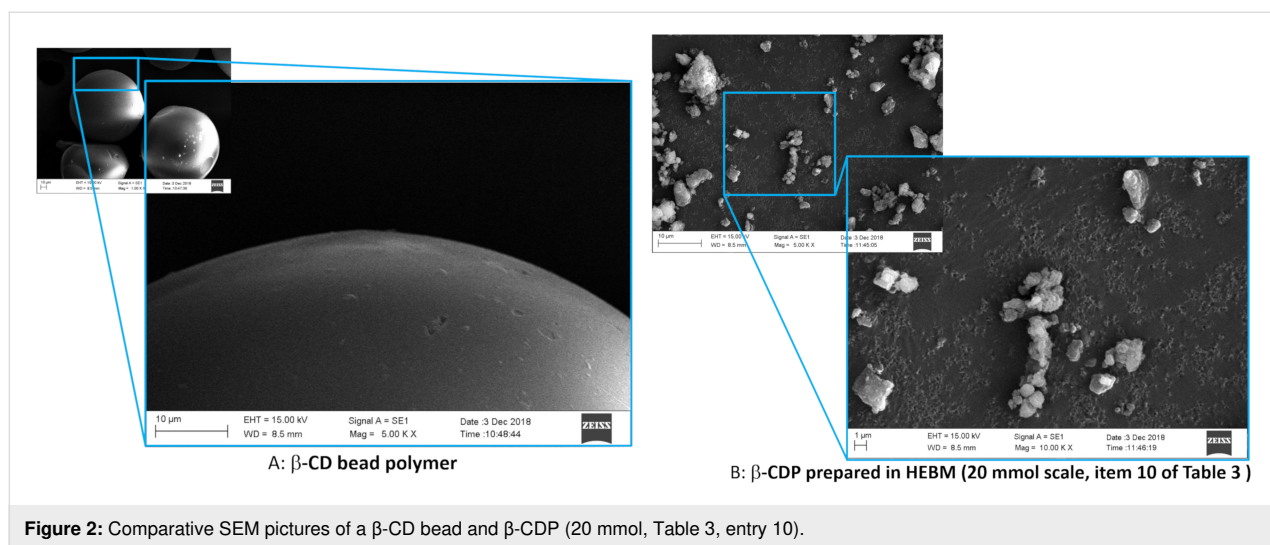 10 µm
EHT = 15.00 kV
Signal A = SE1
Date :3 Dec 2018
WD = 8.5 mm
Mag = 5.00 K X
Time :10:48:44
ZEISS
A: β-CD bead polymer
10 µm
EHT = 15.00 kV
Signal A = SE1
Date :3 Dec 2018
WD = 8.5 mm
Mag = 5.00 K X
Time :11:45:05
ZEISS
1 µm
EHT = 15.00 kV
Signal A = SE1
Date :3 Dec 2018
WD = 8.5 mm
Mag = 10.00 K X
Time :11:46:19
ZEISS
B: β-CDP prepared in HEBM (20 mmol scale, item 10 of Table 3 )
Figure 2: Comparative SEM pictures of a β-CD bead and β-CDP (20 mmol, Table 3, entry 10).